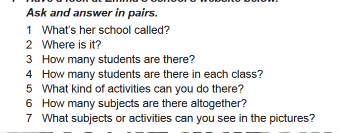 Ask and answer in pairs.
1 What's her school called?
2 Where is it?
3 How many students are there?
4 How many students are there in each class?
5 What kind of activities can you do there?
6 How many subjects are there altogether?
7 What subjects or activities can you see in the pictures?